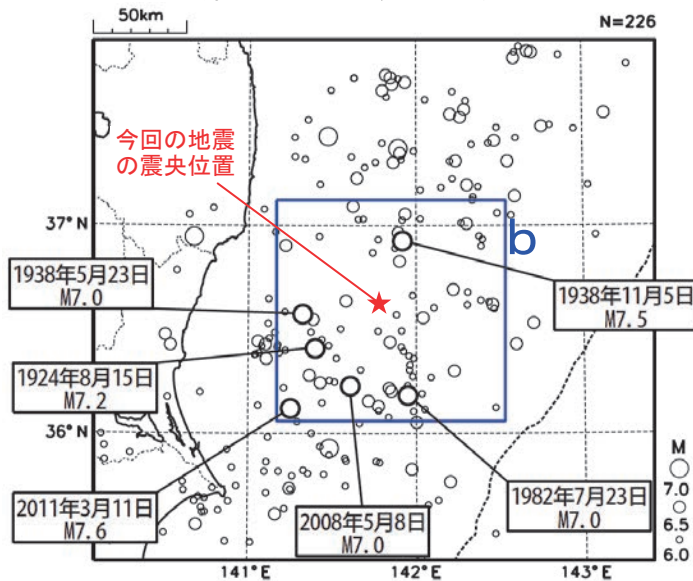 50km
N=226
今回の地震
の震央位置
37°N
b
1938年5月23日
M7.0
1938年11月5日
M7.5
1924年8月15日
M7.2
36°N
2011年3月11日
M7.6
2008年5月8日
M7.0
1982年7月23日
M7.0
M
7.0
6.5
6.0
141°E
142°E
143°E